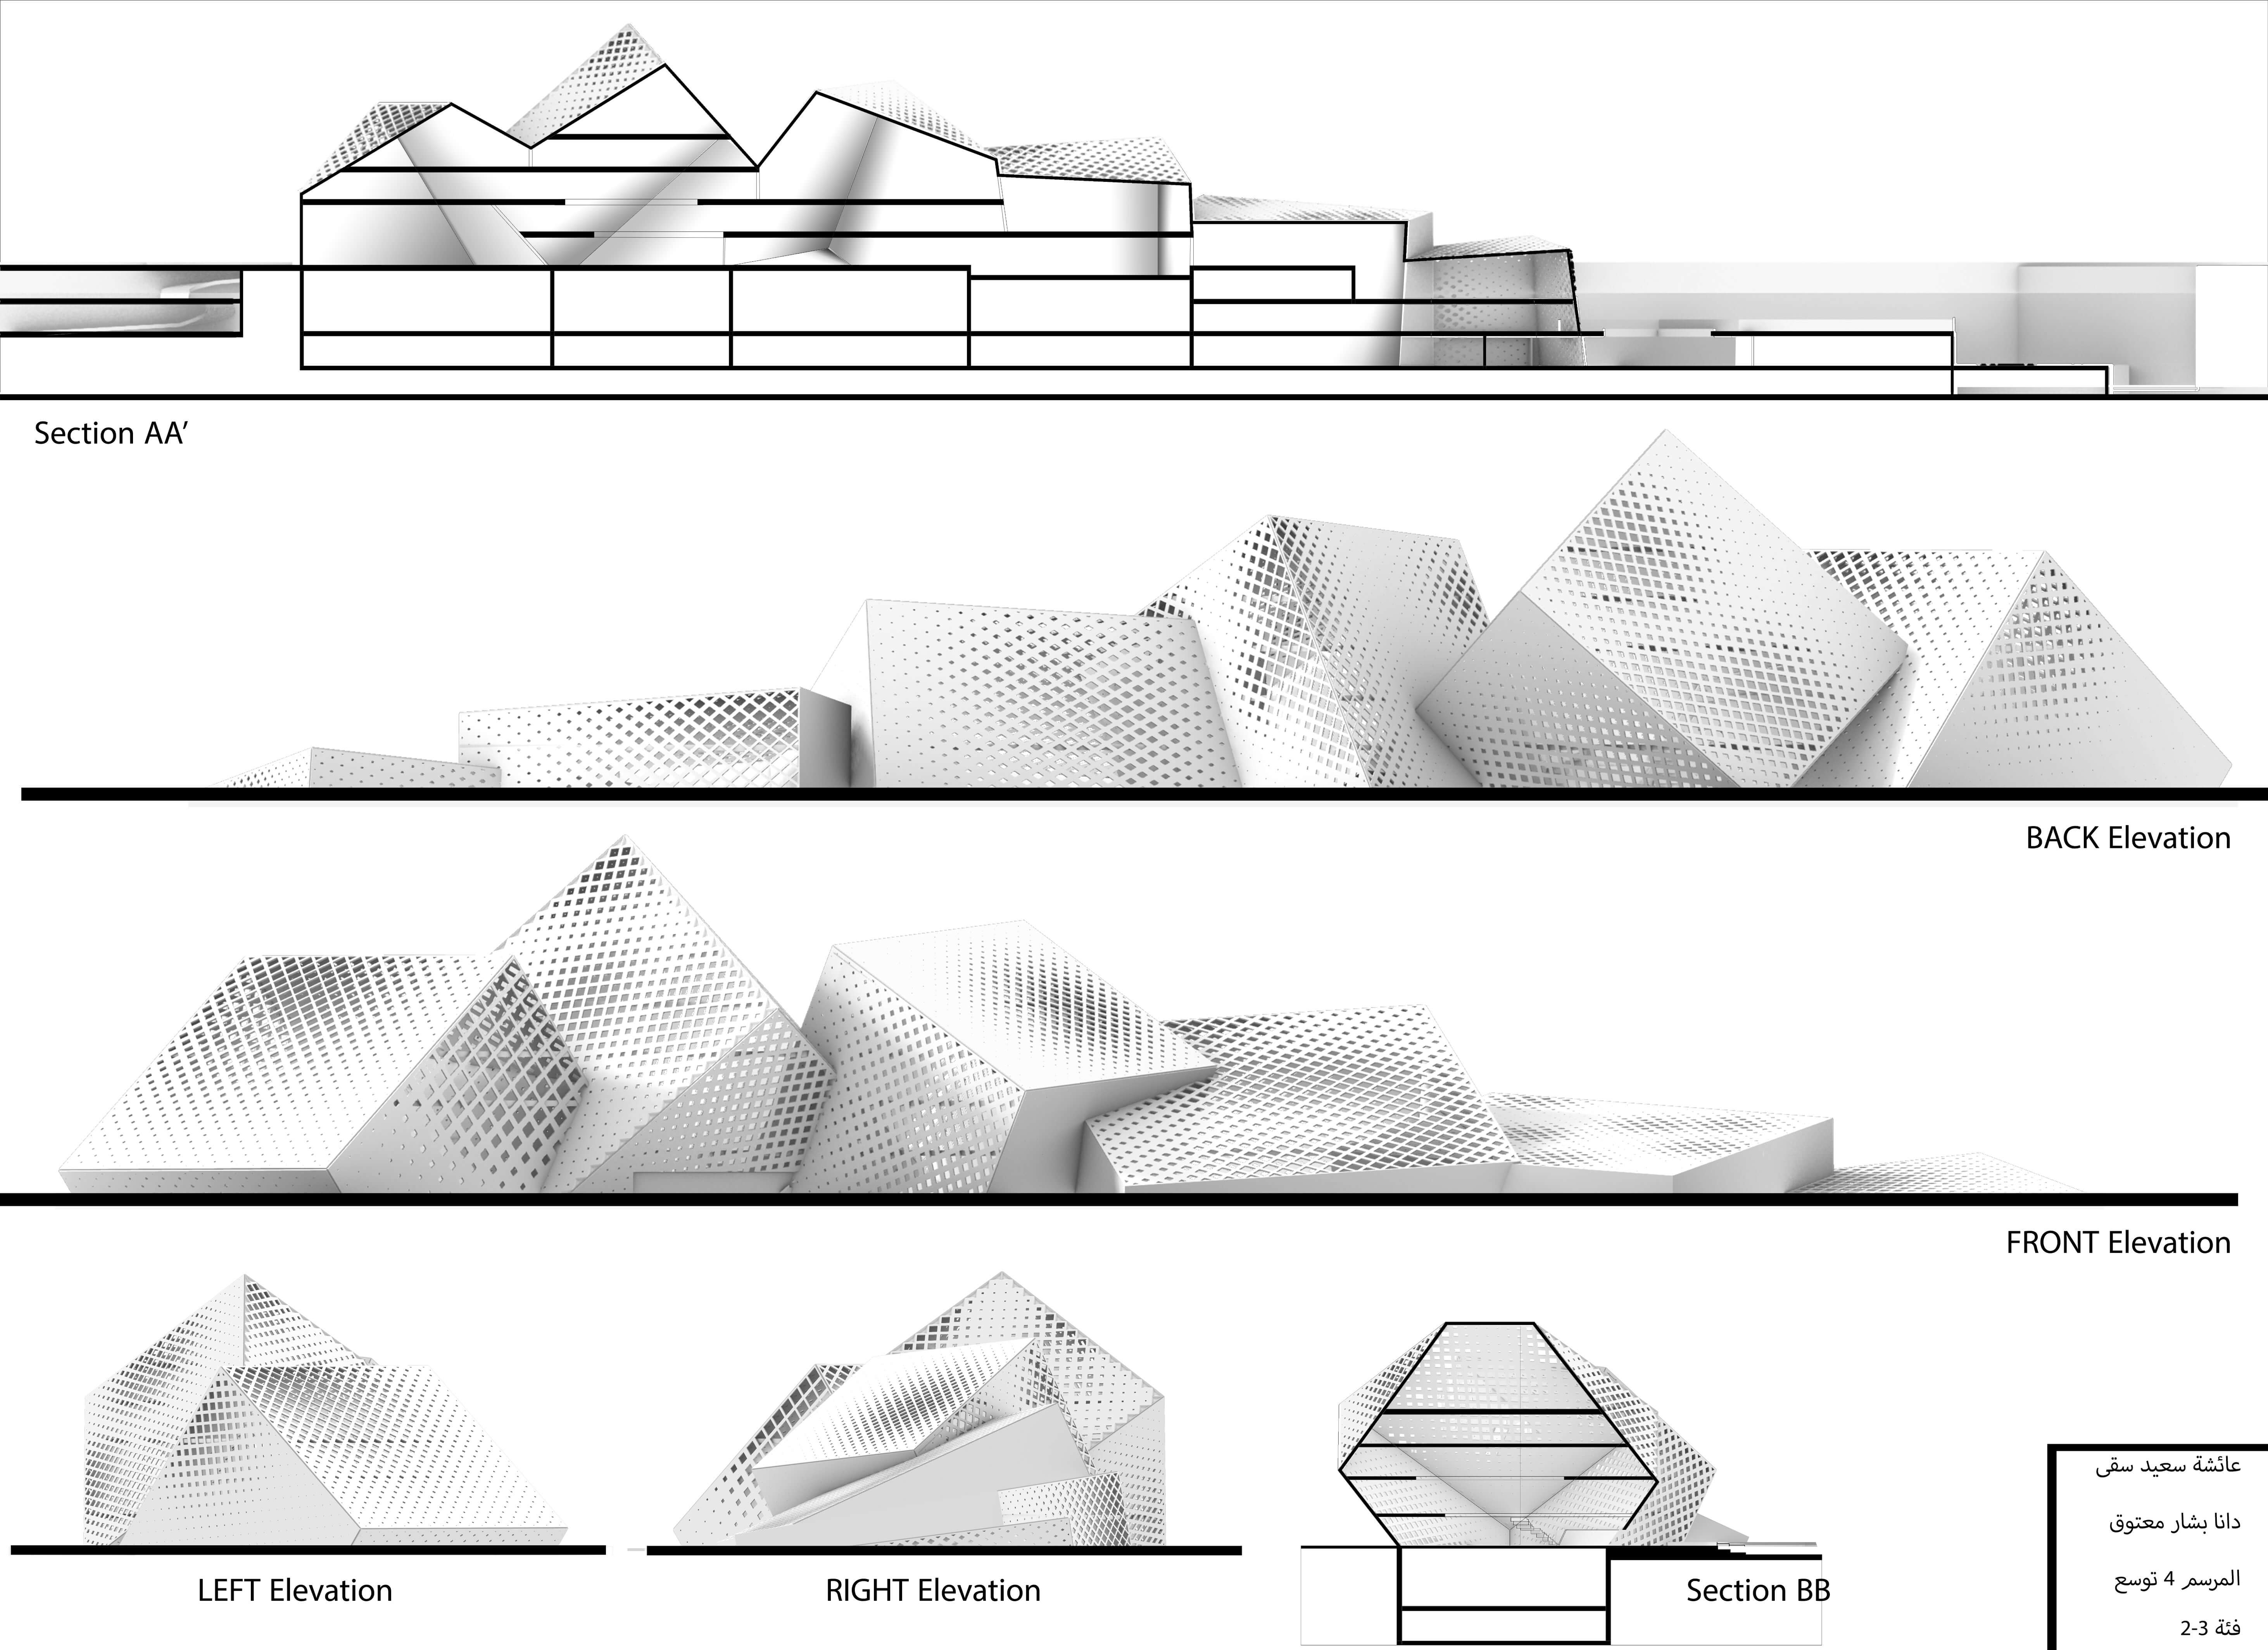 Section AA’
BACK Elevation
FRONT Elevation
LEFT Elevation
RIGHT Elevation
Section BB
عائشة سعيد سقى
دانا بشار معتوق
المرسم 4 توسع
فئة 3-2